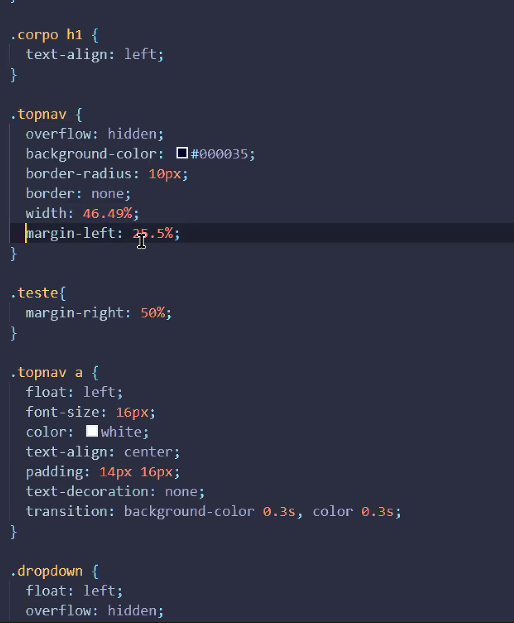 }
.corpo h1 {
text-align: left;
}
.topnav {
overflow: hidden;
background-color: #000035;
border-radius: 10px;
border: none;
width: 46.49%;
margin-left: 25.5%;
}
.teste{
margin-right: 50%;
}
.topnav a {
float: left;
font-size: 16px;
color: white;
text-align: center;
padding: 14px 16px;
text-decoration: none;
transition: background-color 0.3s, color 0.3s;
}
.dropdown {
float: left;
overflow: hidden;